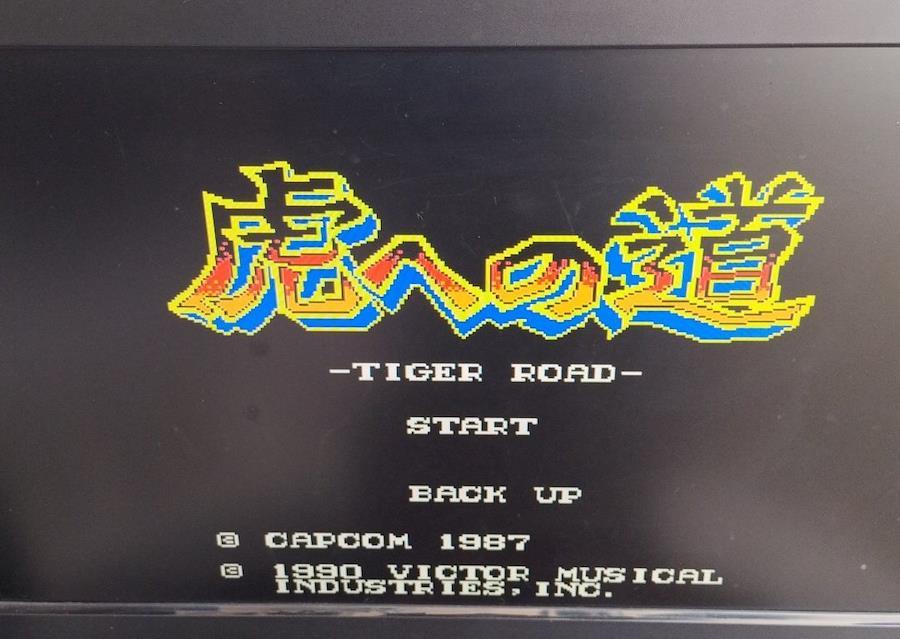 虎への道
-TIGER ROAD-
START
BACK UP
© CAPCOM 1987
© 1990 VICTOR MUSICAL
INDUSTRIES, INC.